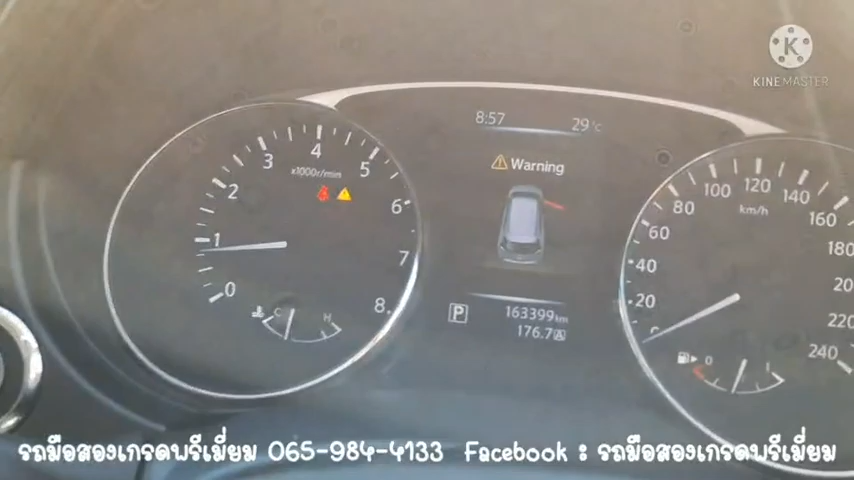 K
KINEMASTER
8:57 29°C
Warning
x1000r/min
0 1 2 3 4 5 6 7 8
C H
P
163399km
176.7 A
km/h
20 40 60 80 100 120 140 160 180 20 220 240
0 1
รถมือสองเกรดพรีเมี่ยม 065-984-4133 Facebook : รถมือสองเกรดพรีเมี่ยม